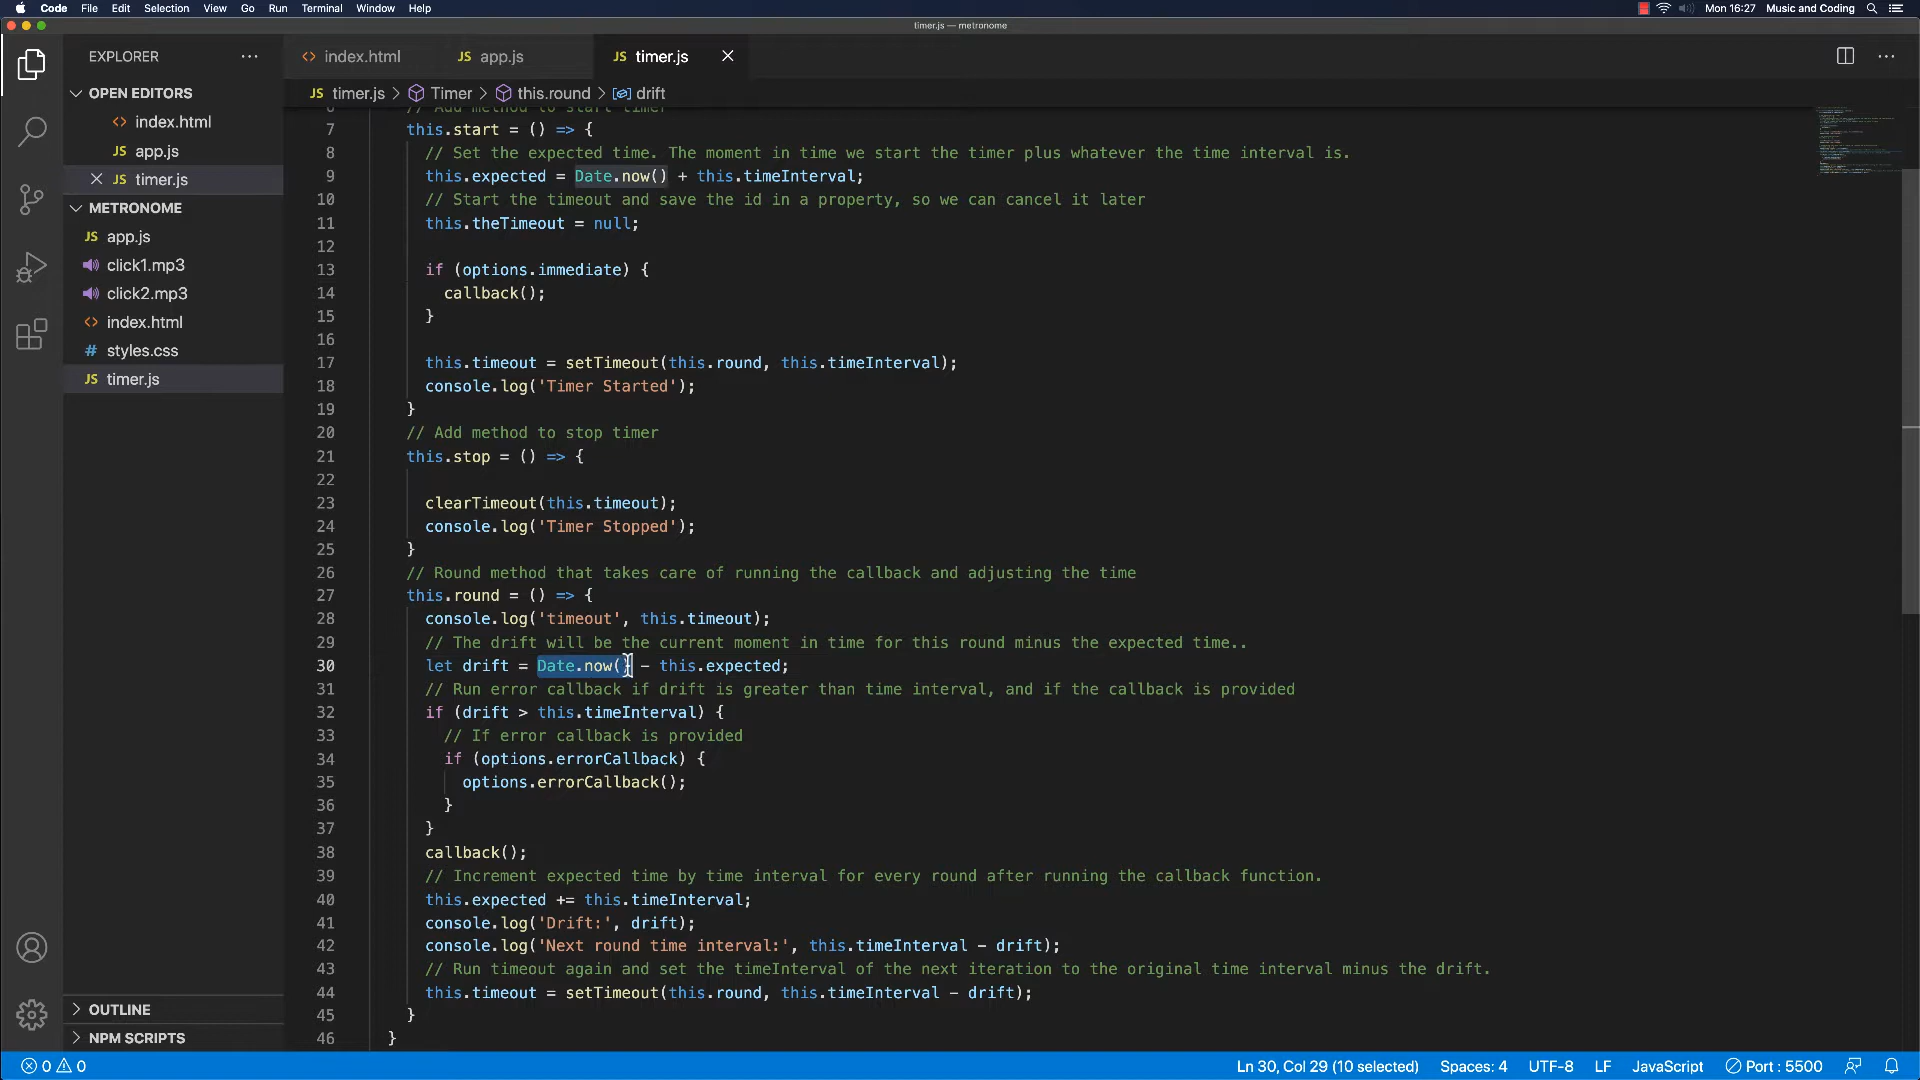 Code File Edit Selection View Go Run Terminal Window Help Mon 16:27 Music and Coding
timer.js — metronome
EXPLORER
index.html app.js timer.js
OPEN EDITORS
index.html
app.js
timer.js
METRONOME
app.js
click1.mp3
click2.mp3
index.html
styles.css
timer.js
OUTLINE
NPM SCRIPTS
timer.js > Timer > this.round > drift
6 // Add method to start timer
7 this.start = () => {
8 // Set the expected time. The moment in time we start the timer plus whatever the time interval is.
9 this.expected = Date.now() + this.timeInterval;
10 // Start the timeout and save the id in a property, so we can cancel it later
11 this.theTimeout = null;
12
13 if (options.immediate) {
14 callback();
15 }
16
17 this.timeout = setTimeout(this.round, this.timeInterval);
18 console.log('Timer Started');
19 }
20 // Add method to stop timer
21 this.stop = () => {
22
23 clearTimeout(this.timeout);
24 console.log('Timer Stopped');
25 }
26 // Round method that takes care of running the callback and adjusting the time
27 this.round = () => {
28 console.log('timeout', this.timeout);
29 // The drift will be the current moment in time for this round minus the expected time..
30 let drift = Date.now() - this.expected;
31 // Run error callback if drift is greater than time interval, and if the callback is provided
32 if (drift > this.timeInterval) {
33 // If error callback is provided
34 if (options.errorCallback) {
35 options.errorCallback();
36 }
37 }
38 callback();
39 // Increment expected time by time interval for every round after running the callback function.
40 this.expected += this.timeInterval;
41 console.log('Drift:', drift);
42 console.log('Next round time interval:', this.timeInterval - drift);
43 // Run timeout again and set the timeInterval of the next iteration to the original time interval minus the drift.
44 this.timeout = setTimeout(this.round, this.timeInterval - drift);
45 }
46 }
0 0 Ln 30, Col 29 (10 selected) Spaces: 4 UTF-8 LF JavaScript Port : 5500